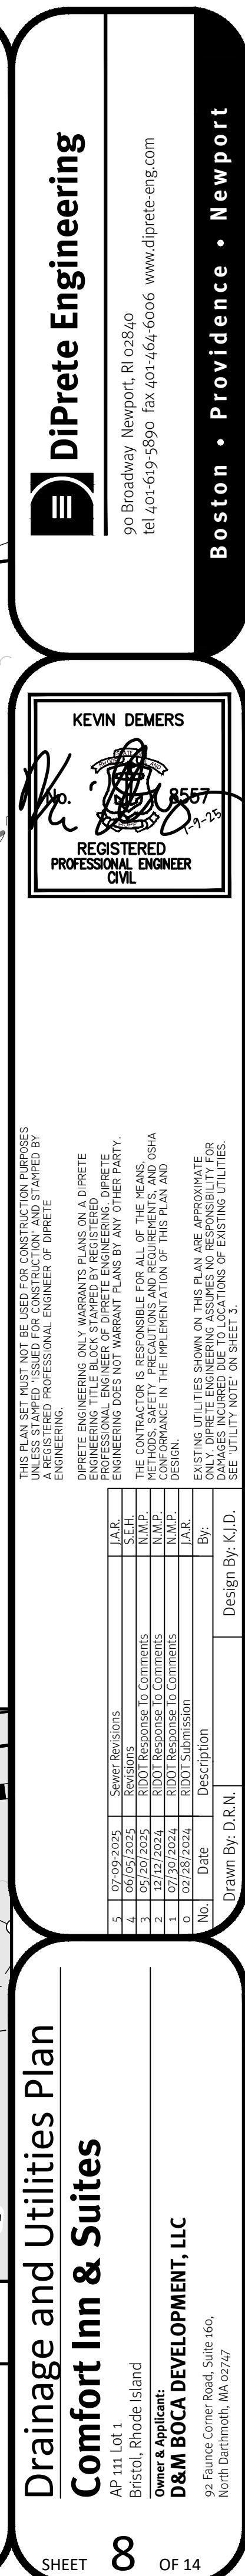 DiPrete Engineering
90 Broadway Newport, RI 02840
tel 401-619-5890 fax 401-464-6006 www.diprete-eng.com
Boston • Providence • Newport
KEVIN DEMERS
No. 8557
1-9-25
REGISTERED
PROFESSIONAL ENGINEER
CIVIL
THIS PLAN SET MUST NOT BE USED FOR CONSTRUCTION PURPOSES
UNLESS STAMPED 'ISSUED FOR CONSTRUCTION' AND STAMPED BY
A REGISTERED PROFESSIONAL ENGINEER OF DIPRETE
ENGINEERING.
DIPRETE ENGINEERING ONLY WARRANTS PLANS ON A DIPRETE
ENGINEERING TITLE BLOCK STAMPED BY REGISTERED
PROFESSIONAL ENGINEER OF DIPRETE ENGINEERING. DIPRETE
ENGINEERING DOES NOT WARRANT PLANS BY ANY OTHER PARTY.
THE CONTRACTOR IS RESPONSIBLE FOR ALL OF THE MEANS,
METHODS, SAFETY PRECAUTIONS AND REQUIREMENTS, AND OSHA
CONFORMANCE IN THE IMPLEMENTATION OF THIS PLAN AND
DESIGN.
EXISTING UTILITIES SHOWN ON THIS PLAN ARE APPROXIMATE
ONLY. DIPRETE ENGINEERING ASSUMES NO RESPONSIBILITY FOR
DAMAGES INCURRED DUE TO LOCATIONS OF EXISTING UTILITIES.
SEE 'UTILITY NOTE' ON SHEET 3.
5 07-09-2025 Sewer Revisions J.A.R.
4 06/05/2025 Revisions S.E.H.
3 05/20/2025 RIDOT Response To Comments N.M.P.
2 12/12/2024 RIDOT Response To Comments N.M.P.
1 07/30/2024 RIDOT Response To Comments N.M.P.
0 02/28/2024 RIDOT Submission J.A.R.
No. Date Description By:
Drawn By: D.R.N. Design By: K.J.D.
Drainage and Utilities Plan
Comfort Inn & Suites
AP 111 Lot 1
Bristol, Rhode Island
Owner & Applicant:
D&M BOCA DEVELOPMENT, LLC
92 Faunce Corner Road, Suite 160,
North Darthmoth, MA 02747
SHEET 8 OF 14